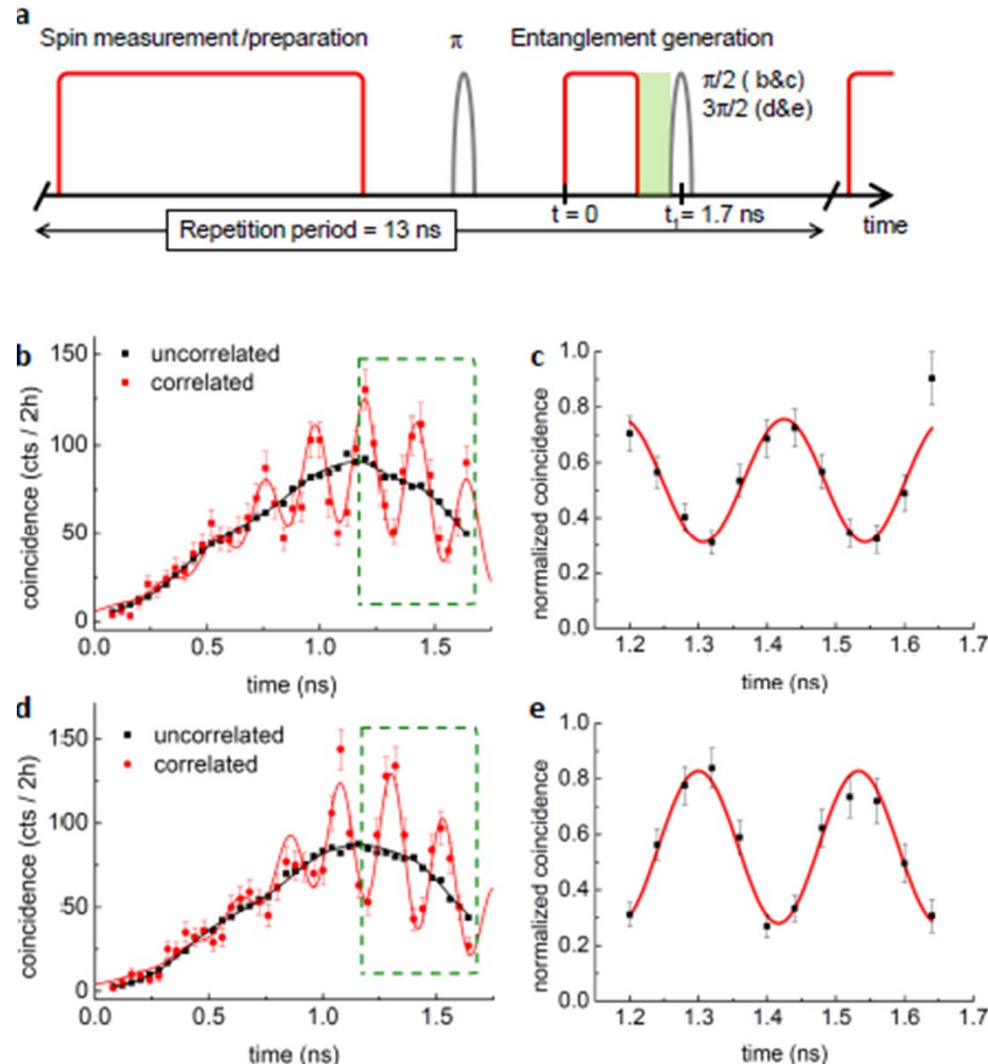 a
Spin measurement/preparation π Entanglement generation
π/2 ( b&c)
3π/2 (d&e)
t = 0 t₁= 1.7 ns
time
Repetition period = 13 ns
b
uncorrelated
correlated
coincidence (cts / 2h)
150
100
50
0
0.0 0.5 1.0 1.5
time (ns)
c
normalized coincidence
1.0
0.8
0.6
0.4
0.2
0.0
1.2 1.3 1.4 1.5 1.6 1.7
time (ns)
d
uncorrelated
correlated
coincidence (cts / 2h)
150
100
50
0
0.0 0.5 1.0 1.5
time (ns)
e
normalized coincidence
1.0
0.8
0.6
0.4
0.2
0.0
1.2 1.3 1.4 1.5 1.6 1.7
time (ns)